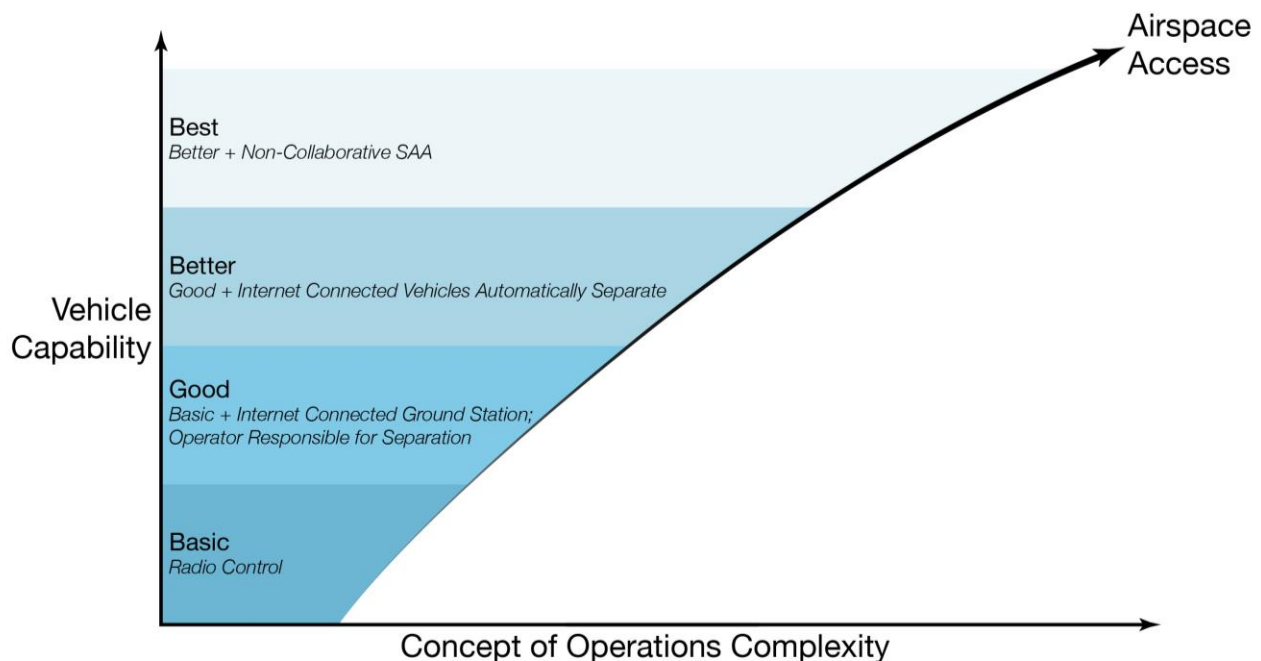 Airspace
Access
Best
Better + Non-Collaborative SAA
Better
Good + Internet Connected Vehicles Automatically Separate
Vehicle
Capability
Good
Basic + Internet Connected Ground Station;
Operator Responsible for Separation
Basic
Radio Control
Concept of Operations Complexity